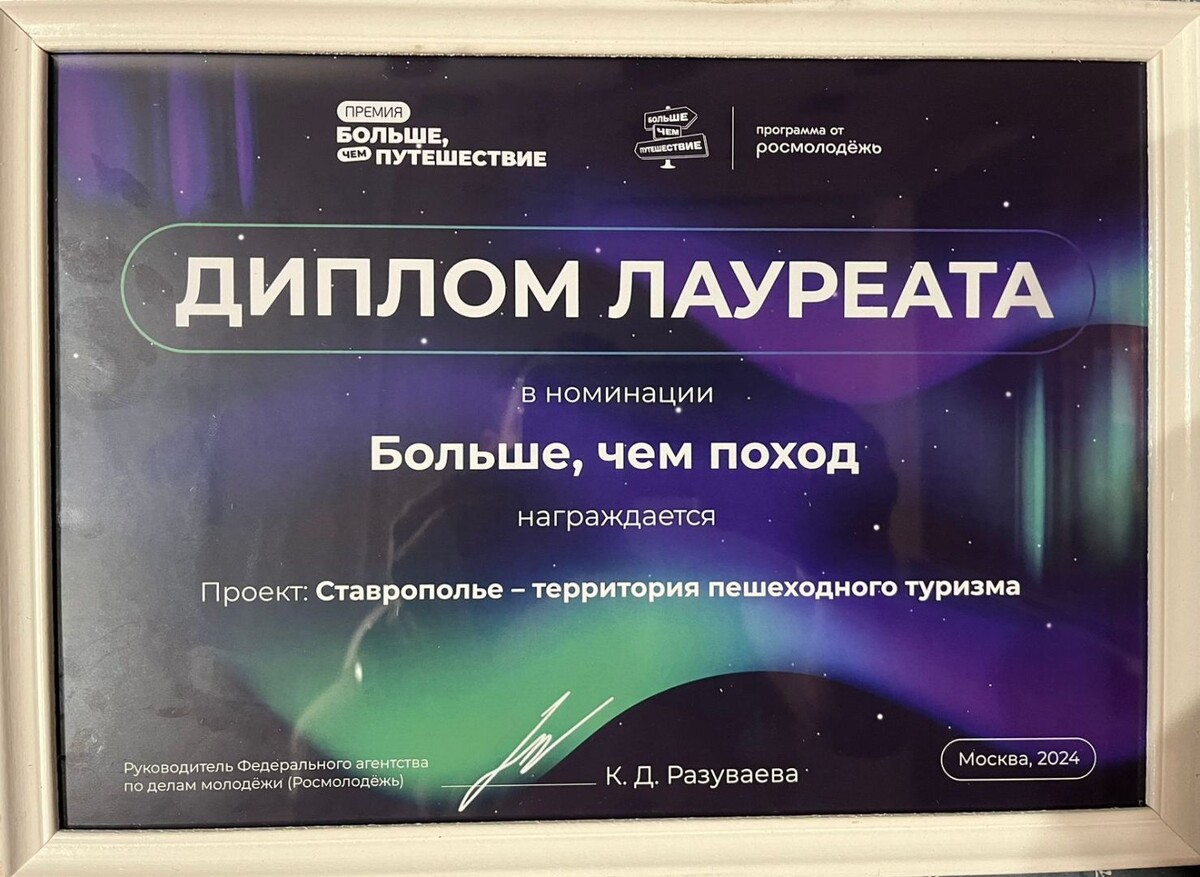 ПРЕМИЯ
БОЛЬШЕ,
ЧЕМ ПУТЕШЕСТВИЕ
БОЛЬШЕ
ЧЕМ
ПУТЕШЕСТВИЕ
программа от
росмолодёжь
ДИПЛОМ ЛАУРЕАТА
в номинации
Больше, чем поход
награждается
Проект: Ставрополье – территория пешеходного туризма
Руководитель Федерального агентства
по делам молодёжи (Росмолодёжь)
К. Д. Разуваева
Москва, 2024